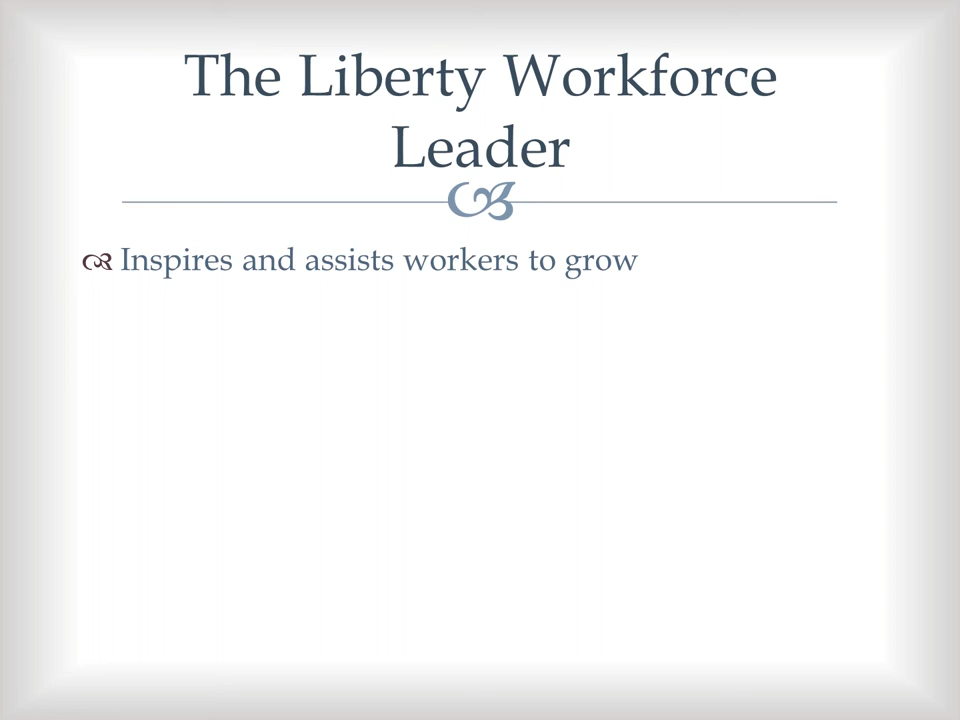 The Liberty Workforce
Leader
Inspires and assists workers to grow